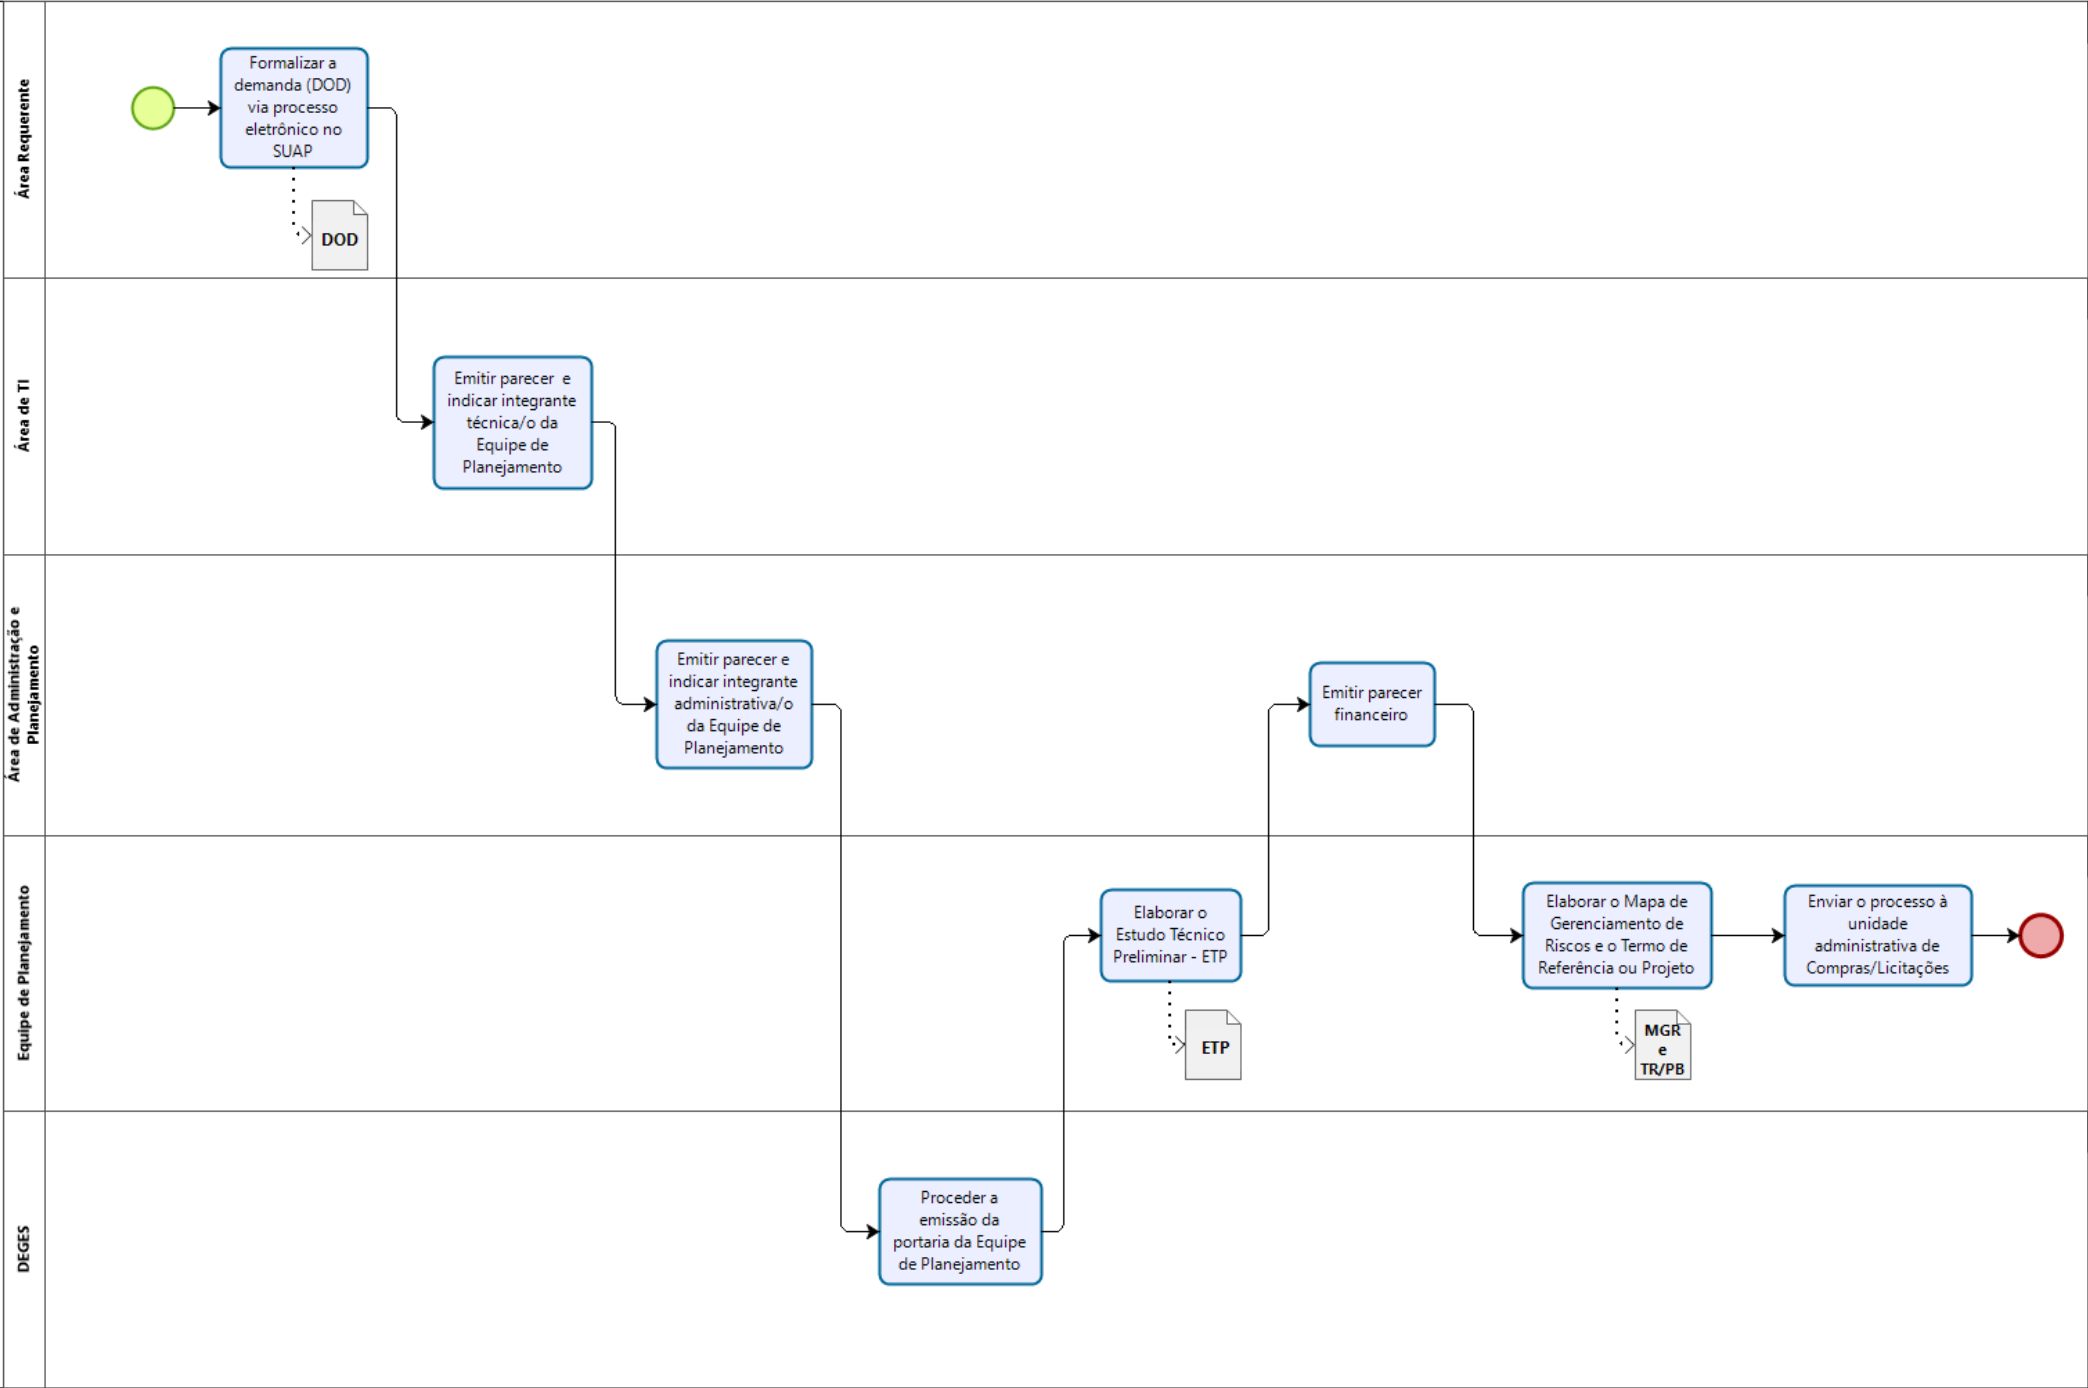 Área Requerente
Formalizar a
demanda (DOD)
via processo
eletrônico no
SUAP
DOD
Área de TI
Emitir parecer e
indicar integrante
técnica/o da
Equipe de
Planejamento
Área de Administração e
Planejamento
Emitir parecer e
indicar integrante
administrativa/o
da Equipe de
Planejamento
Emitir parecer
financeiro
Equipe de Planejamento
Elaborar o
Estudo Técnico
Preliminar - ETP
ETP
Elaborar o Mapa de
Gerenciamento de
Riscos e o Termo de
Referência ou Projeto
MGR
e
TR/PB
Enviar o processo à
unidade
administrativa de
Compras/Licitações
DEGES
Proceder a
emissão da
portaria da Equipe
de Planejamento